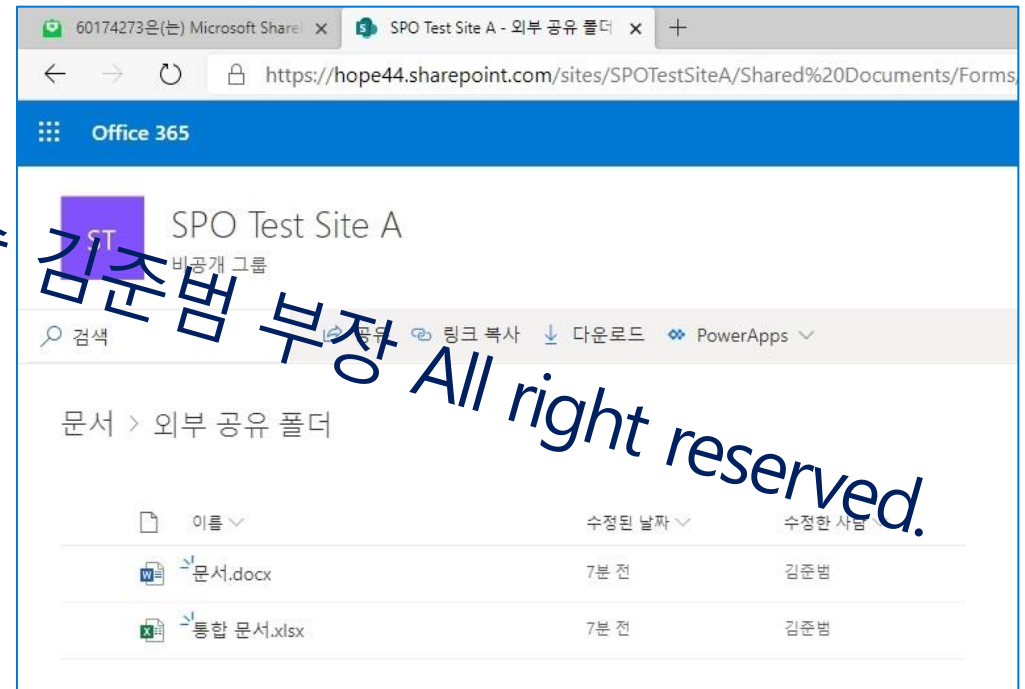 60174273은(는) Microsoft Share
SPO Test Site A - 외부 공유 폴더
https://hope44.sharepoint.com/sites/SPOTestSiteA/Shared%20Documents/Forms/
Office 365
ST
SPO Test Site A
비공개 그룹
김준범 부장 All right reserved.
검색 공유 링크 복사 다운로드 PowerApps
문서 > 외부 공유 폴더
이름 수정된 날짜 수정한 사람
문서.docx 7분 전 김준범
통합 문서.xlsx 7분 전 김준범